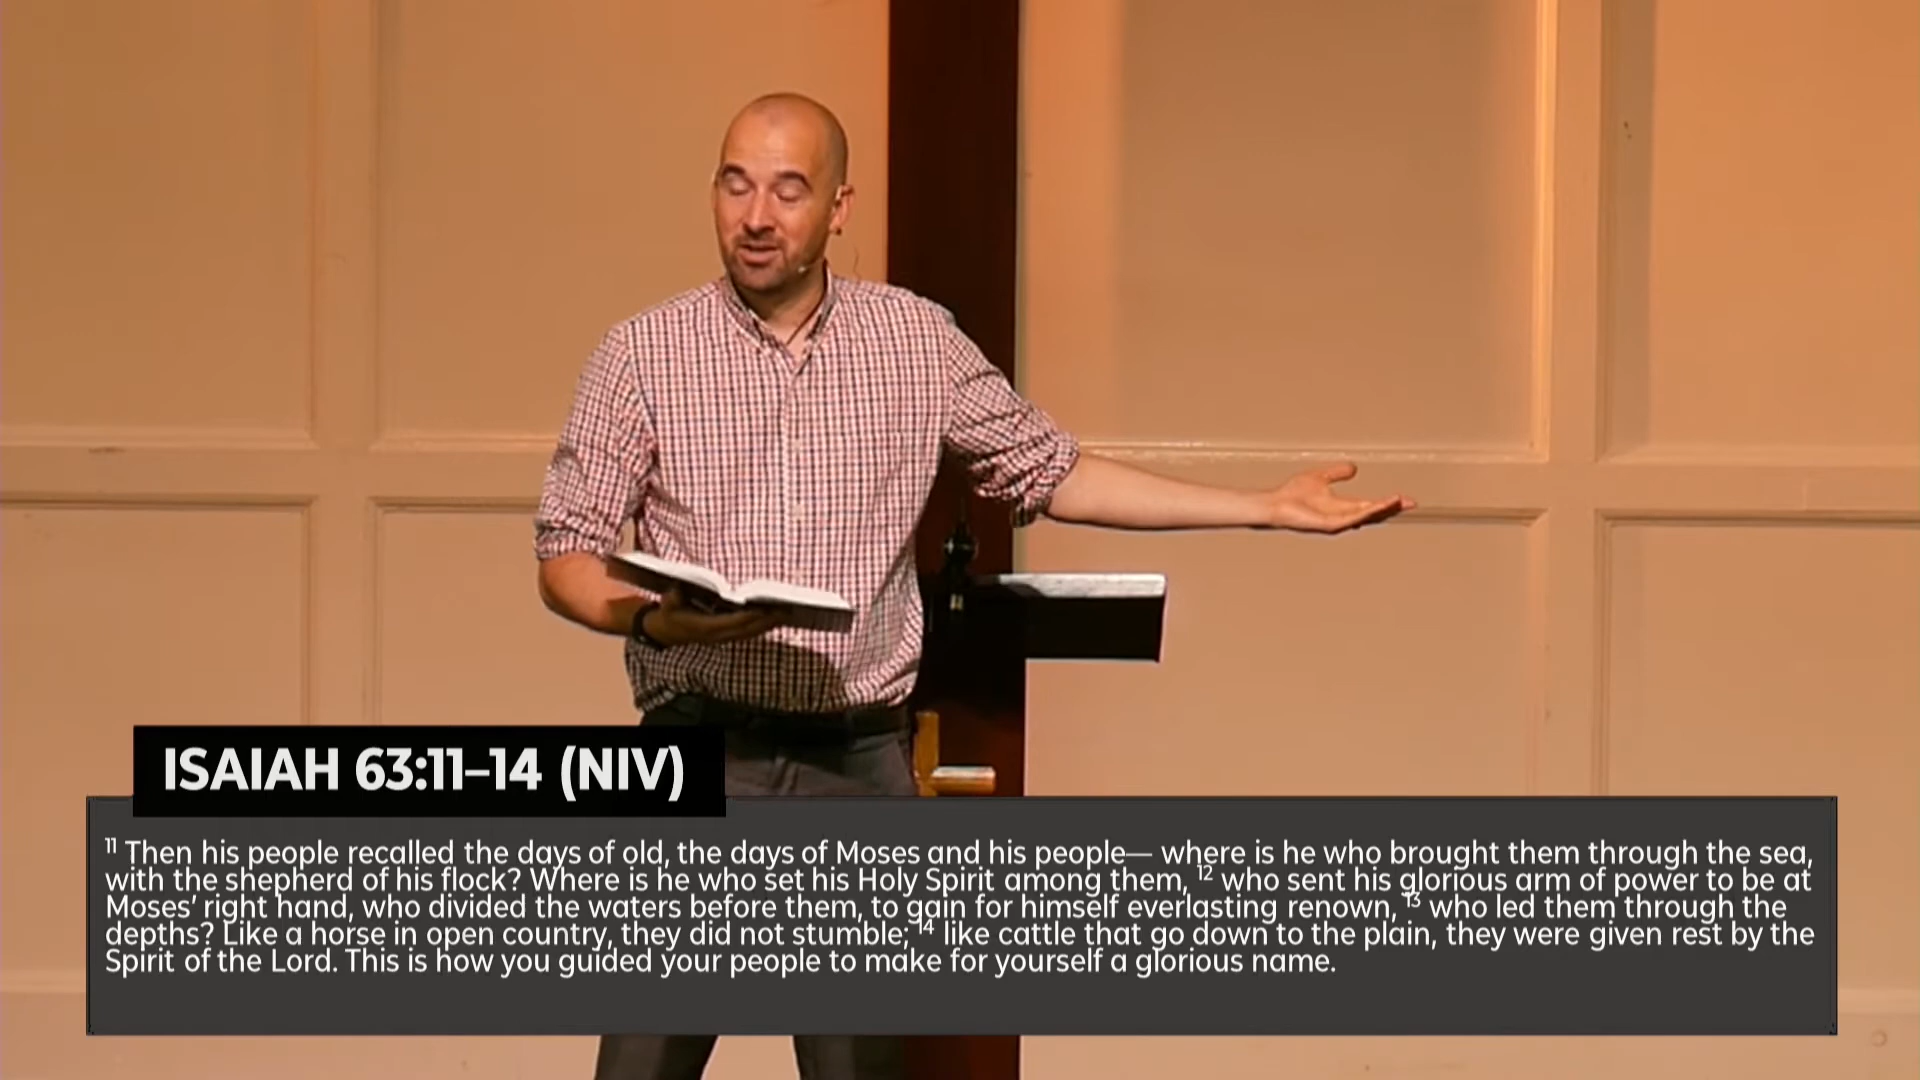 ISAIAH 63:11–14 (NIV)
11 Then his people recalled the days of old, the days of Moses and his people— where is he who brought them through the sea,
with the shepherd of his flock? Where is he who set his Holy Spirit among them, 12 who sent his glorious arm of power to be at
Moses’ right hand, who divided the waters before them, to gain for himself everlasting renown, 13 who led them through the
depths? Like a horse in open country, they did not stumble; 14 like cattle that go down to the plain, they were given rest by the
Spirit of the Lord. This is how you guided your people to make for yourself a glorious name.